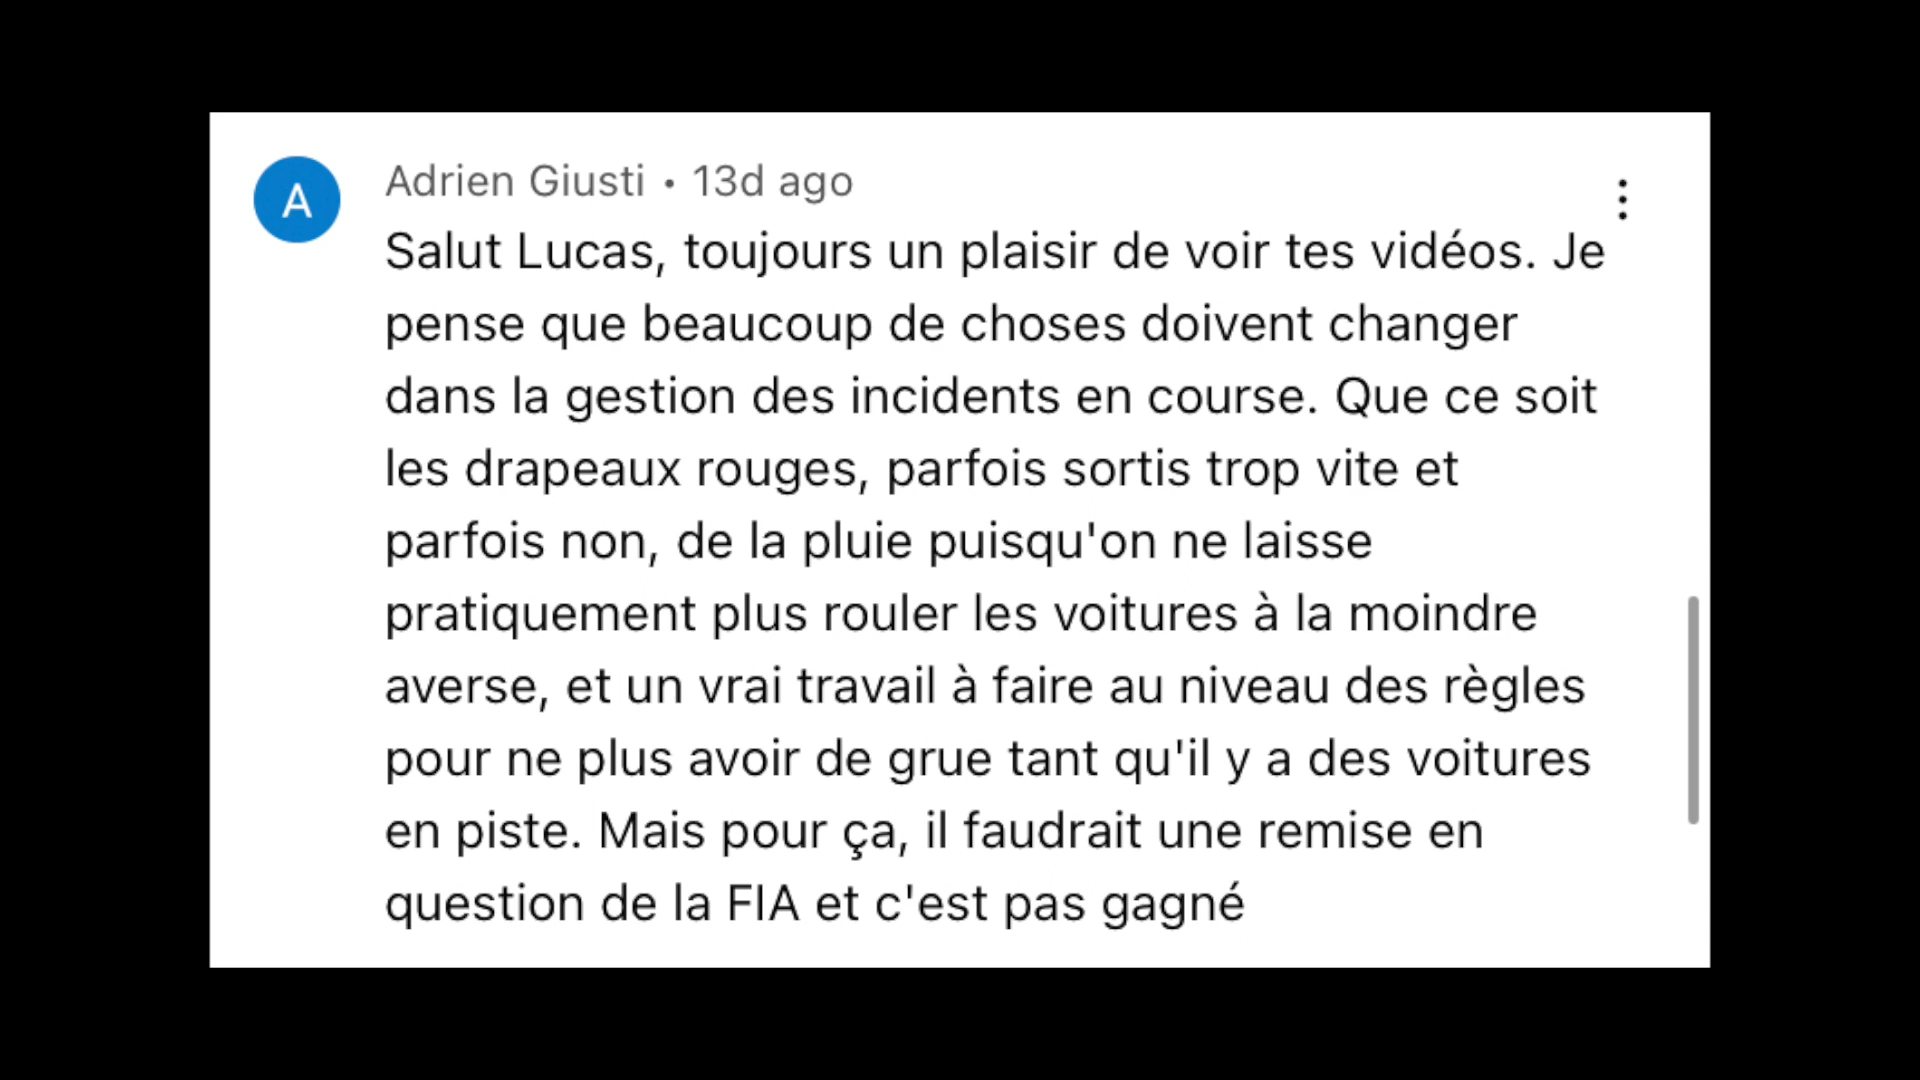 A
Adrien Giusti • 13d ago
Salut Lucas, toujours un plaisir de voir tes vidéos. Je
pense que beaucoup de choses doivent changer
dans la gestion des incidents en course. Que ce soit
les drapeaux rouges, parfois sortis trop vite et
parfois non, de la pluie puisqu'on ne laisse
pratiquement plus rouler les voitures à la moindre
averse, et un vrai travail à faire au niveau des règles
pour ne plus avoir de grue tant qu'il y a des voitures
en piste. Mais pour ça, il faudrait une remise en
question de la FIA et c'est pas gagné